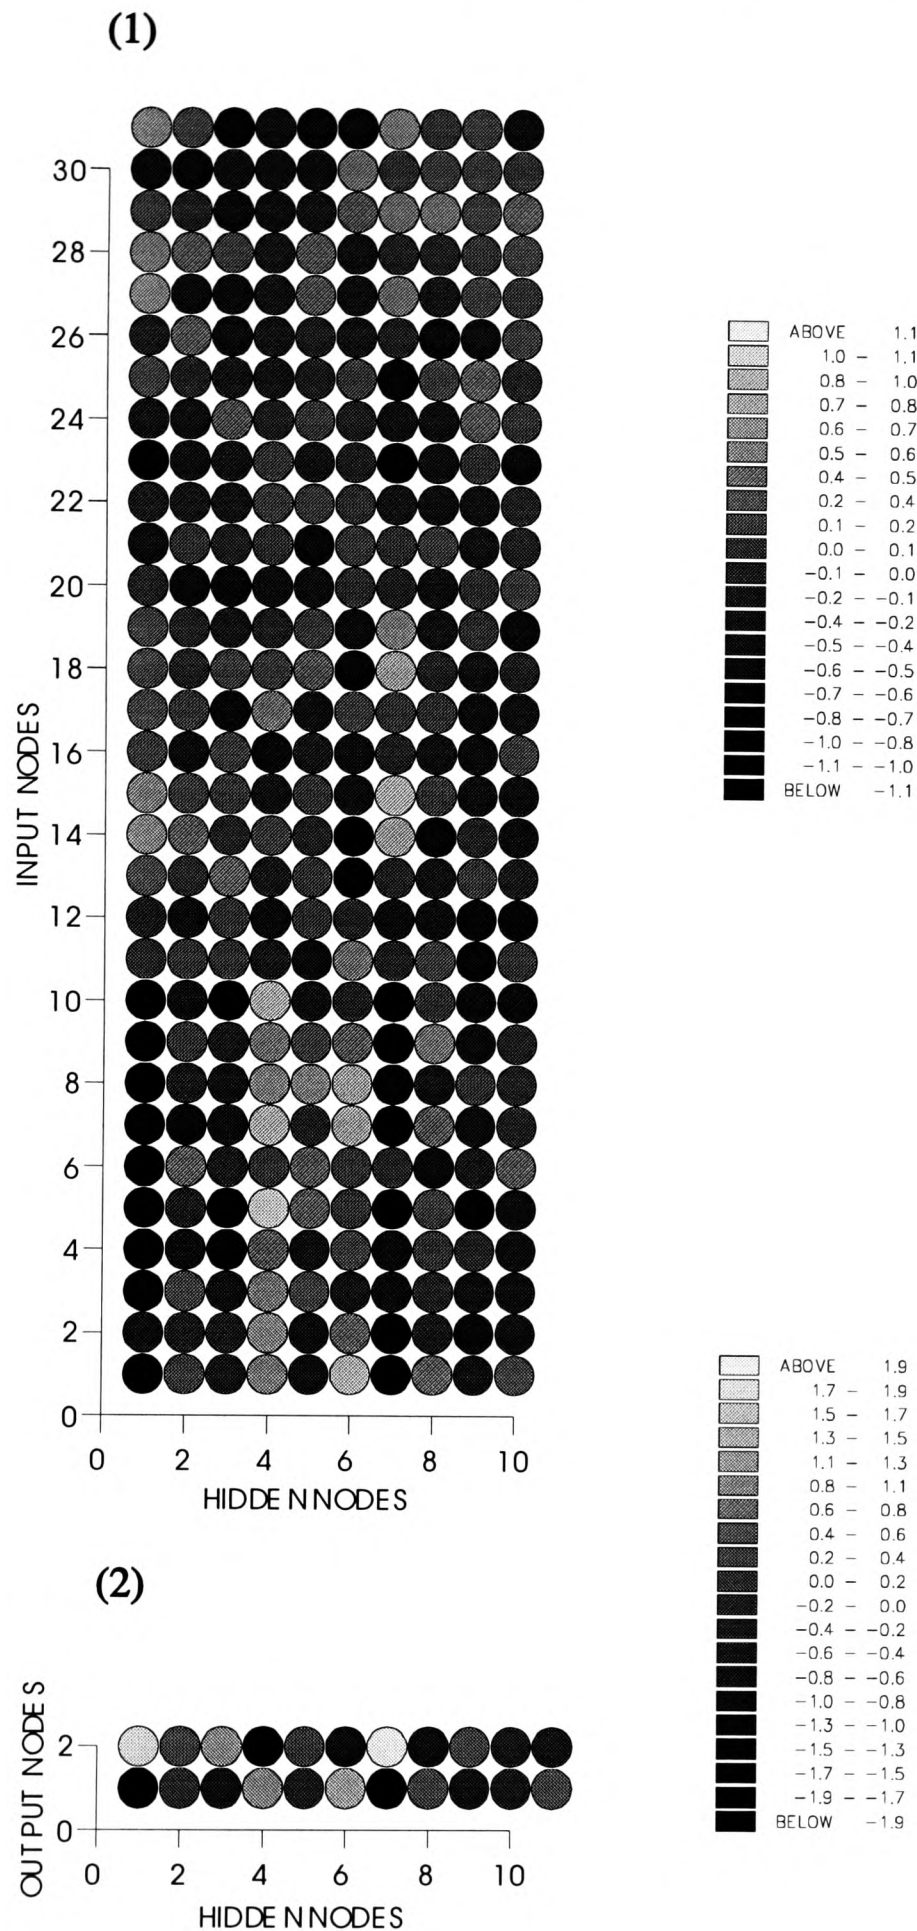 (1)
30
28
26
24
22
20
18
16
14
12
10
8
6
4
2
0
INPUT NODES
0 2 4 6 8 10
HIDDEN NODES
ABOVE 1.1
1.0 – 1.1
0.8 – 1.0
0.7 – 0.8
0.6 – 0.7
0.5 – 0.6
0.4 – 0.5
0.2 – 0.4
0.1 – 0.2
0.0 – 0.1
-0.1 – 0.0
-0.2 – -0.1
-0.4 – -0.2
-0.5 – -0.4
-0.6 – -0.5
-0.7 – -0.6
-0.8 – -0.7
-1.0 – -0.8
-1.1 – -1.0
BELOW -1.1
(2)
2
0
OUTPUT NODES
0 2 4 6 8 10
HIDDEN NODES
ABOVE 1.9
1.7 – 1.9
1.5 – 1.7
1.3 – 1.5
1.1 – 1.3
0.8 – 1.1
0.6 – 0.8
0.4 – 0.6
0.2 – 0.4
0.0 – 0.2
-0.2 – 0.0
-0.4 – -0.2
-0.6 – -0.4
-0.8 – -0.6
-1.0 – -0.8
-1.3 – -1.0
-1.5 – -1.3
-1.7 – -1.5
-1.9 – -1.7
BELOW -1.9